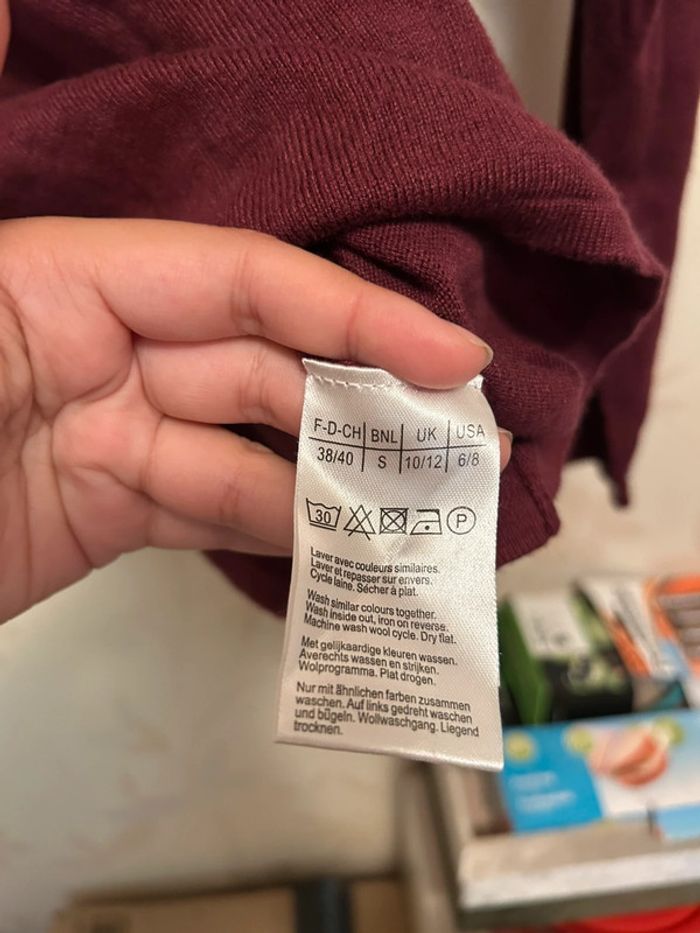 F-D-CH BNL UK USA
38/40 S 10/12 6/8
30 P
Laver avec couleurs similaires.
Laver et repasser sur envers.
Cycle laine. Sécher à plat.
Wash similar colours together.
Wash inside out, iron on reverse.
Machine wash wool cycle. Dry flat.
Met gelijkaardige kleuren wassen.
Averechts wassen en strijken.
Wolprogramma. Plat drogen.
Nur mit ähnlichen farben zusammen
waschen. Auf links gedreht waschen
und bügeln. Wollwaschgang. Liegend
trocknen.